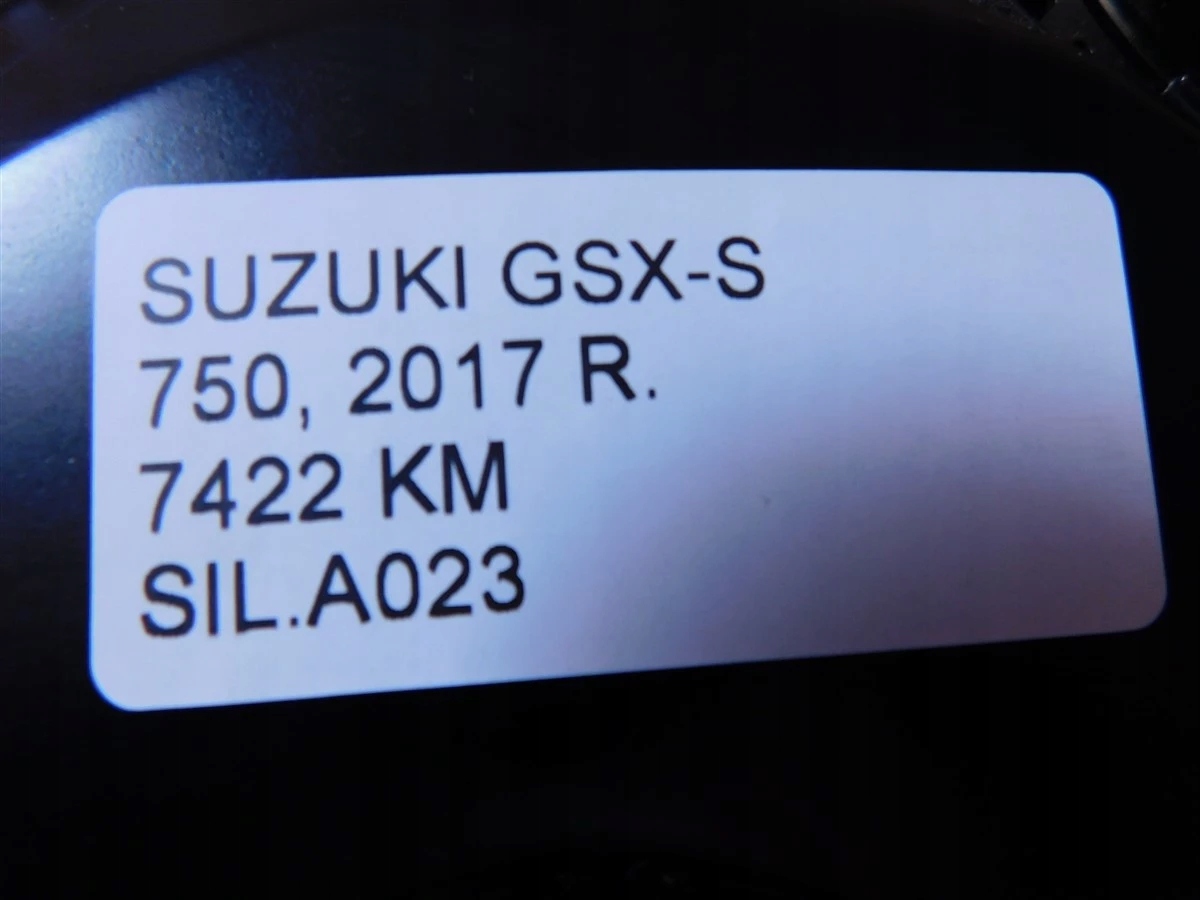 SUZUKI GSX-S
750, 2017 R.
7422 KM
SIL.A023